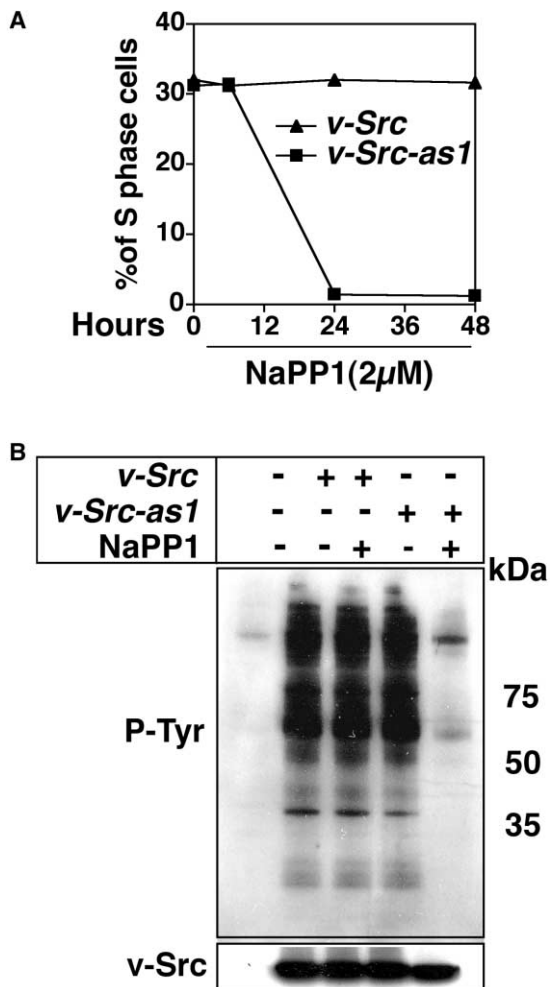 A
40
30
20
10
0
%of S phase cells
v-Src
v-Src-as1
Hours 0 12 24 36 48
NaPP1(2µM)
B
v-Src - + + - -
v-Src-as1 - - - + +
NaPP1 - - + - +
kDa
P-Tyr
75
50
35
v-Src